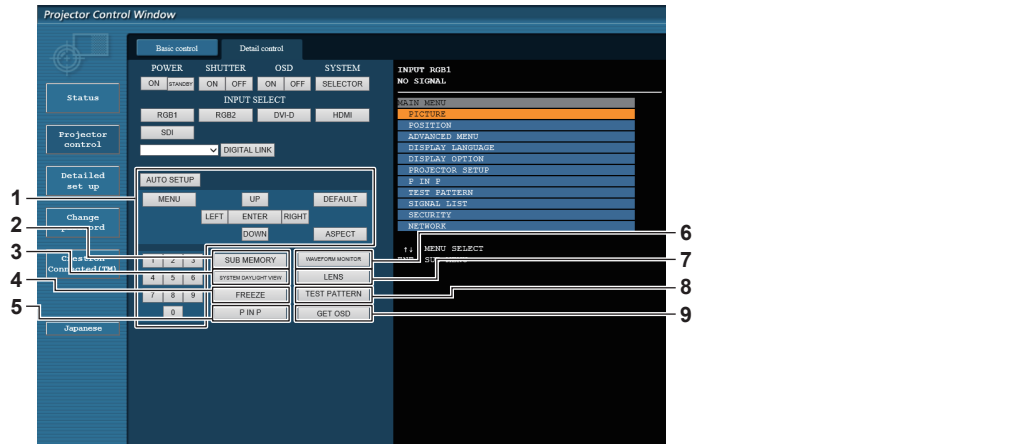 Projector Control Window
Basic control
Detail control
Status
Projector
control
Detailed
set up
Change
Connected(TM)
Japanese
POWER SHUTTER OSD SYSTEM
ON STANDBY ON OFF ON OFF SELECTOR
INPUT SELECT
RGB1 RGB2 DVI-D HDMI
SDI
DIGITAL LINK
AUTO SETUP
MENU UP DEFAULT
LEFT ENTER RIGHT
DOWN ASPECT
1 2 3 SUB MEMORY WAVEFORM MONITOR
4 5 6 SYSTEM DAYLIGHT VIEW LENS
7 8 9 FREEZE TEST PATTERN
0 P IN P GET OSD
INPUT RGB1
NO SIGNAL
MAIN MENU
PICTURE
POSITION
ADVANCED MENU
DISPLAY LANGUAGE
DISPLAY OPTION
PROJECTOR SETUP
P IN P
TEST PATTERN
SIGNAL LIST
SECURITY
NETWORK
↑↓ MENU SELECT
SUB MENU
1
2
3
4
5
6
7
8
9